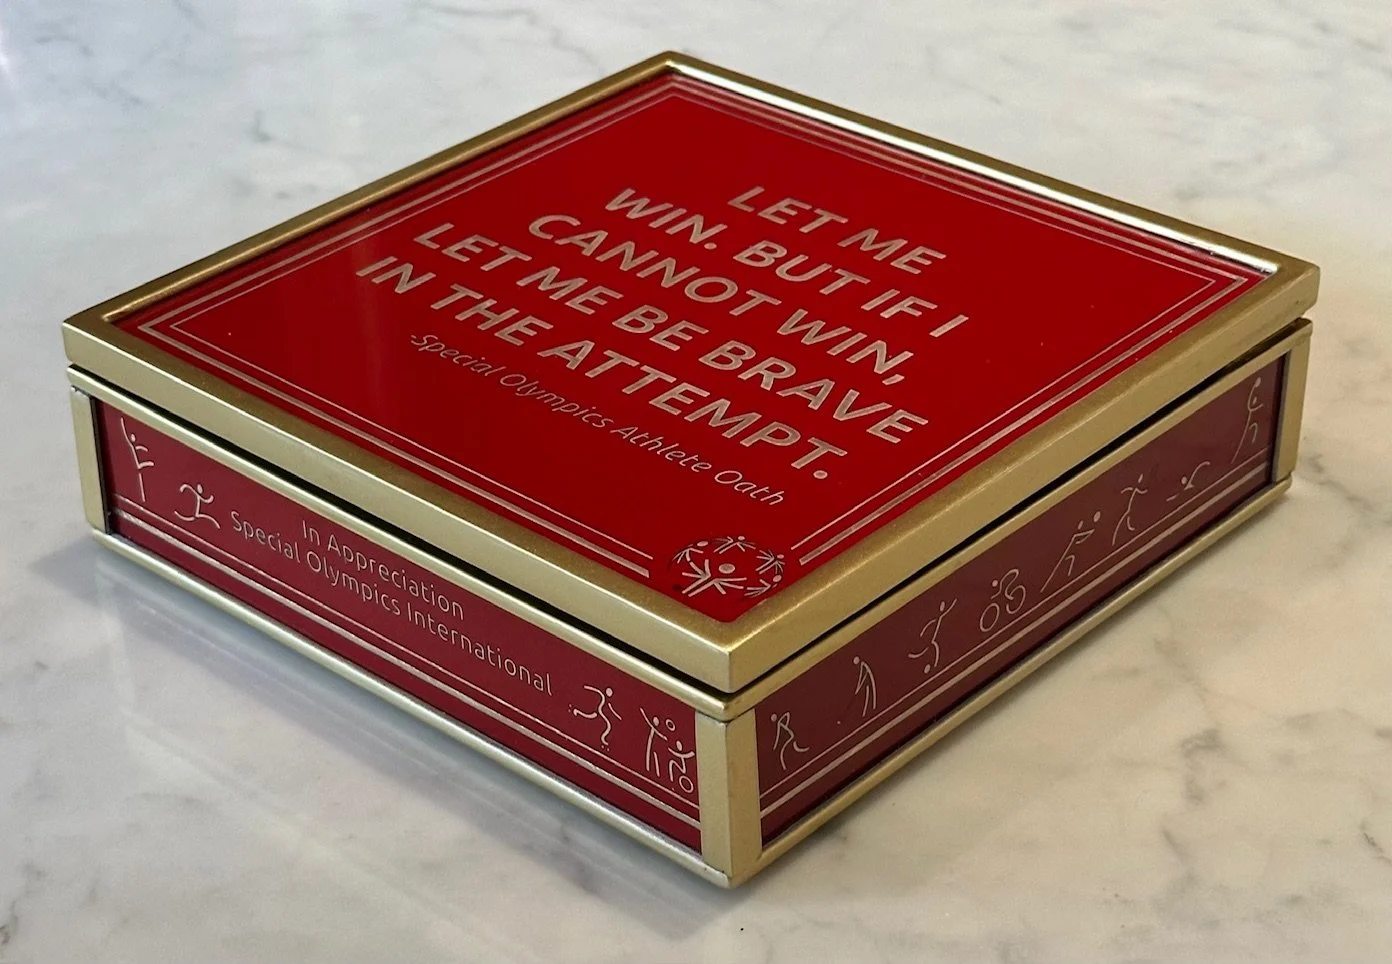 LET ME
WIN. BUT IF I
CANNOT WIN,
LET ME BE BRAVE
IN THE ATTEMPT.
-Special Olympics Athlete Oath
In Appreciation
Special Olympics International